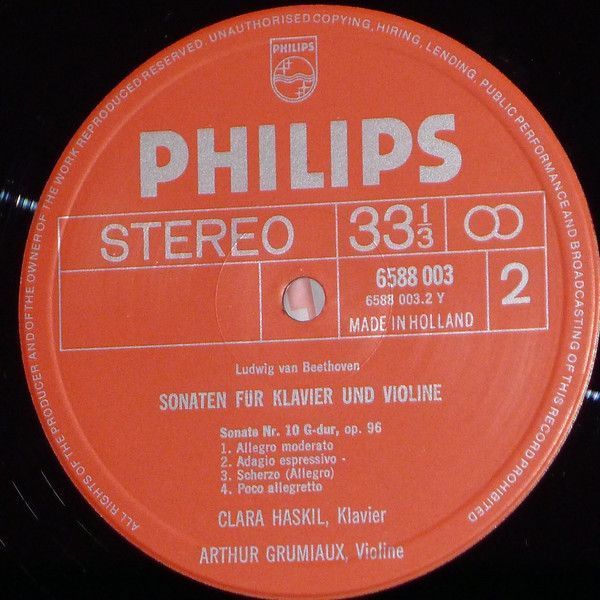 ALL RIGHTS OF THE PRODUCER AND OF THE OWNER OF THE WORK REPRODUCED RESERVED. UNAUTHORISED COPYING, HIRING, LENDING, PUBLIC PERFORMANCE AND BROADCASTING OF THIS RECORD PROHIBITED
PHILIPS
PHILIPS
STEREO
33 1/3
6588 003
6588 003.2 Y
MADE IN HOLLAND
2
Ludwig van Beethoven
SONATEN FÜR KLAVIER UND VIOLINE
Sonate Nr. 10 G-dur, op. 96
1. Allegro moderato
2. Adagio espressivo -
3. Scherzo (Allegro)
4. Poco allegretto
CLARA HASKIL, Klavier
ARTHUR GRUMIAUX, Violine